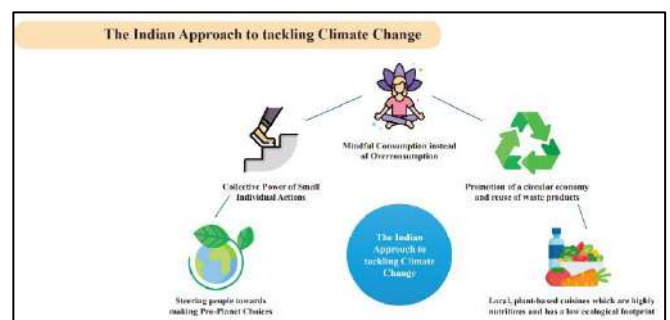 The Indian Approach to tackling Climate Change
Mindful Consumption instead
of Overconsumption
Collective Power of Small
Individual Actions
Promotion of a circular economy
and reuse of waste products
The Indian
Approach to
tackling Climate
Change
Steering people towards
making Pro-Planet Choices
Local, plant-based cuisines which are highly
nutritious and has a low ecological footprint